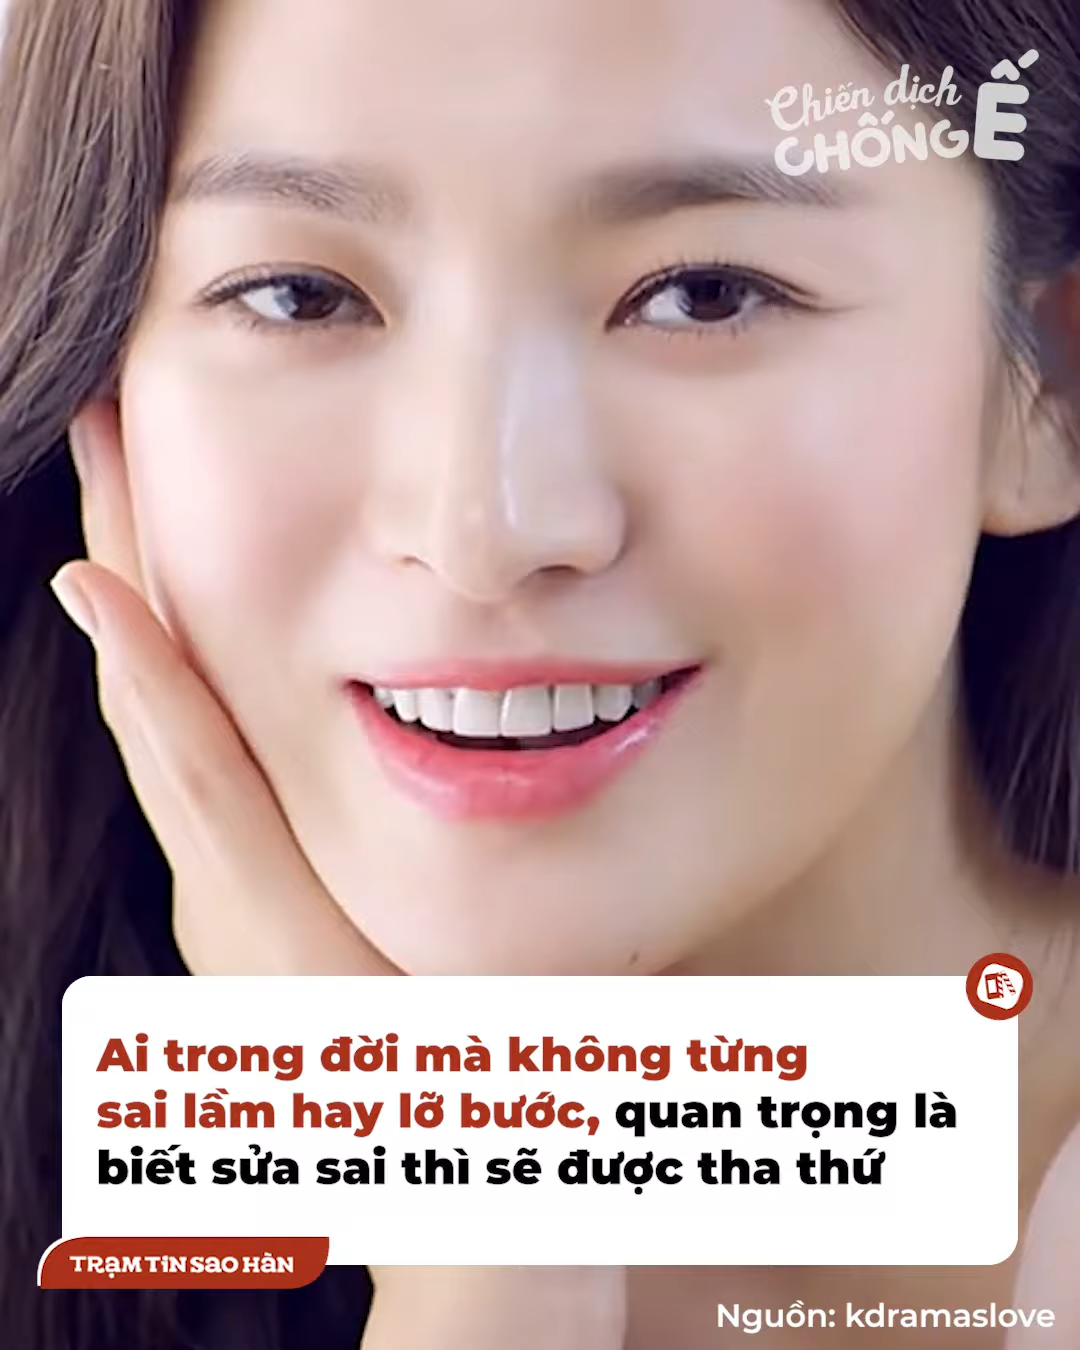 Chiến dịch
CHỐNG Ế
Ai trong đời mà không từng
sai lầm hay lỡ bước, quan trọng là
biết sửa sai thì sẽ được tha thứ
TRẠM TIN SAO HÀN
Nguồn: kdramaslove